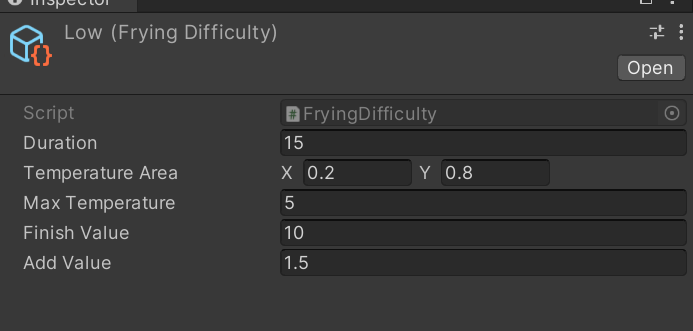 Inspector
Low (Frying Difficulty)
Open
Script FryingDifficulty
Duration 15
Temperature Area X 0.2 Y 0.8
Max Temperature 5
Finish Value 10
Add Value 1.5